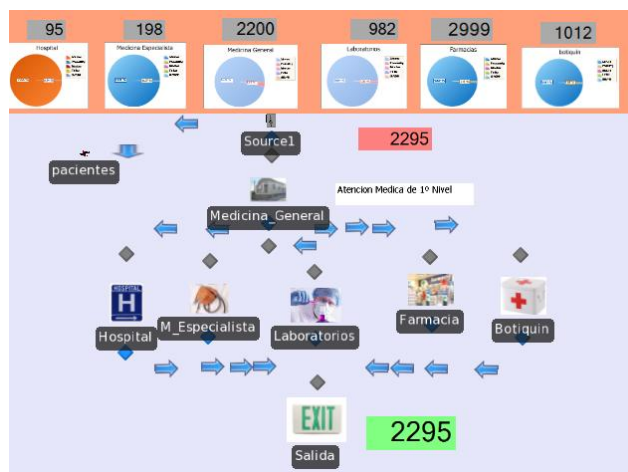 95
198
2200
982
2999
1012
Hospital
Medicina Especialista
Medicina General
Laboratorios
Farmacias
Botiquin
Source1
2295
pacientes
Medicina_General
Atencion Medica de 1º Nivel
HOSPITAL
H
Hospital
M_Especialista
Laboratorios
Farmacia
Botiquin
EXIT
2295
Salida